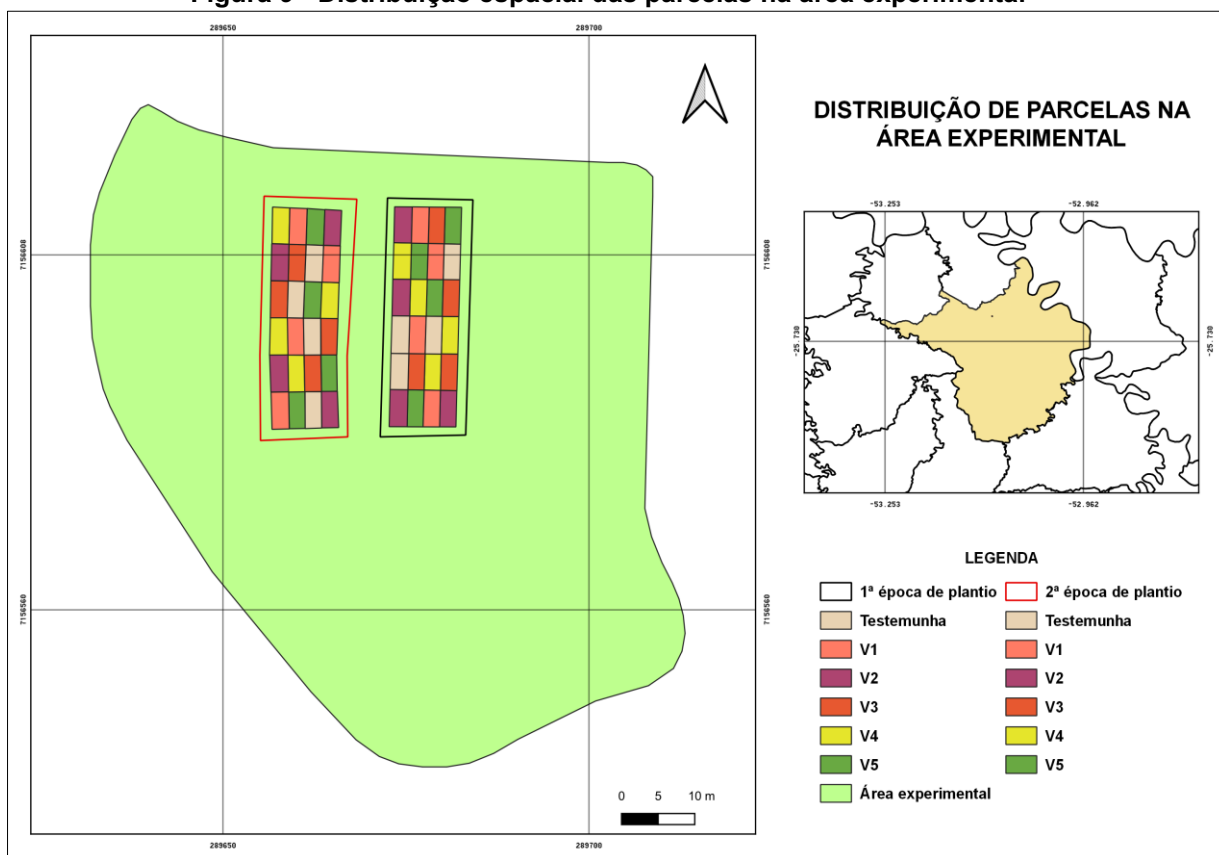 289650
289700
7156608
7156608
7156560
7156560
0 5 10 m
289650
289700
DISTRIBUIÇÃO DE PARCELAS NA
ÁREA EXPERIMENTAL
-53.253
-52.962
-25.730
-25.730
-53.253
-52.962
LEGENDA
1ª época de plantio
2ª época de plantio
Testemunha
Testemunha
V1
V1
V2
V2
V3
V3
V4
V4
V5
V5
Área experimental